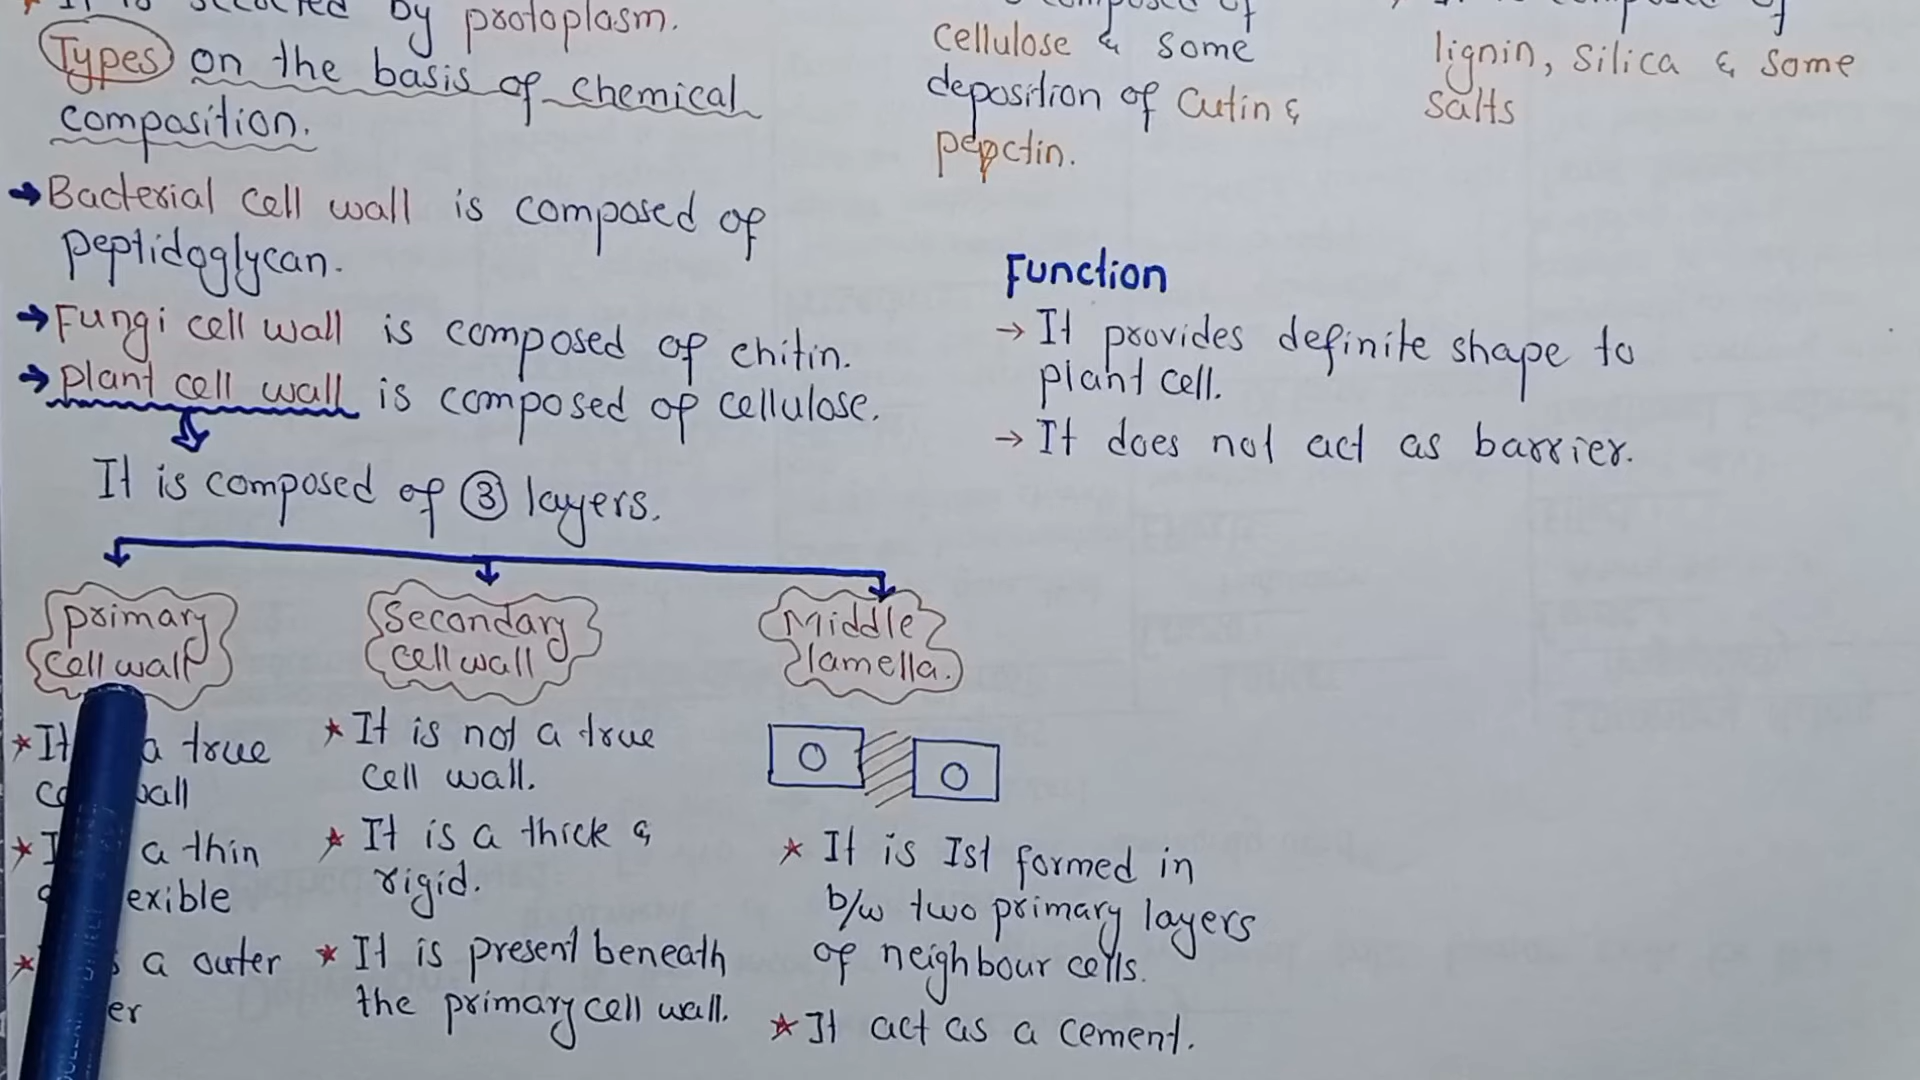 by protoplasm.
Types on the basis of chemical
composition.
→ Bacterial cell wall is composed of
peptidoglycan.
→ Fungi cell wall is composed of chitin.
→ plant cell wall is composed of cellulose.
It is composed of ③ layers.
primary
cell wall
★ It a true
wall
★ a thin
exible
★ a outer
er
Secondary
cell wall
★ It is not a true
cell wall.
★ It is a thick &
rigid.
★ It is present beneath
the primary cell wall.
Middle
lamella.
★ It is Ist formed in
b/w two primary layers
of neighbour cells.
★ It act as a cement.
cellulose & some
deposition of Cutin &
pepctin.
lignin, silica & some
salts
Function
→ It provides definite shape to
plant cell.
→ It does not act as barrier.